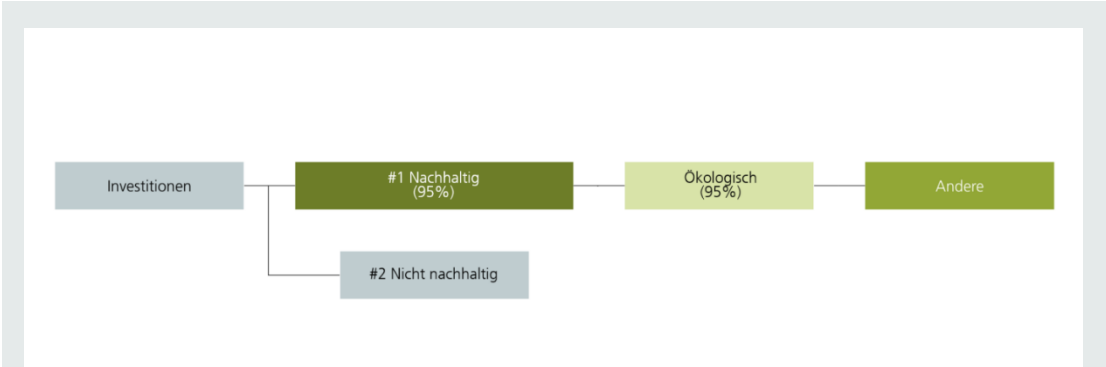 Investitionen
#1 Nachhaltig
(95%)
Ökologisch
(95%)
Andere
#2 Nicht nachhaltig